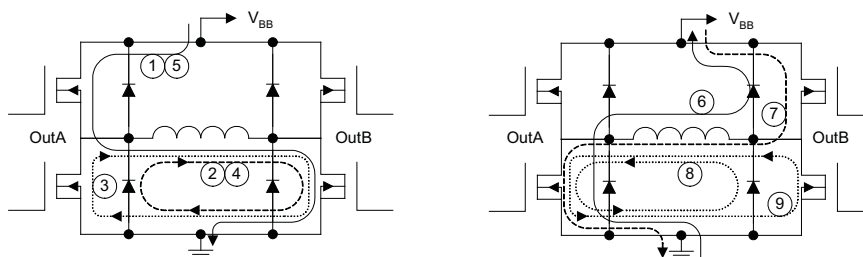 V_BB
① ⑤
OutA
OutB
② ④
③
V_BB
⑥
⑦
OutA
OutB
⑧
⑨